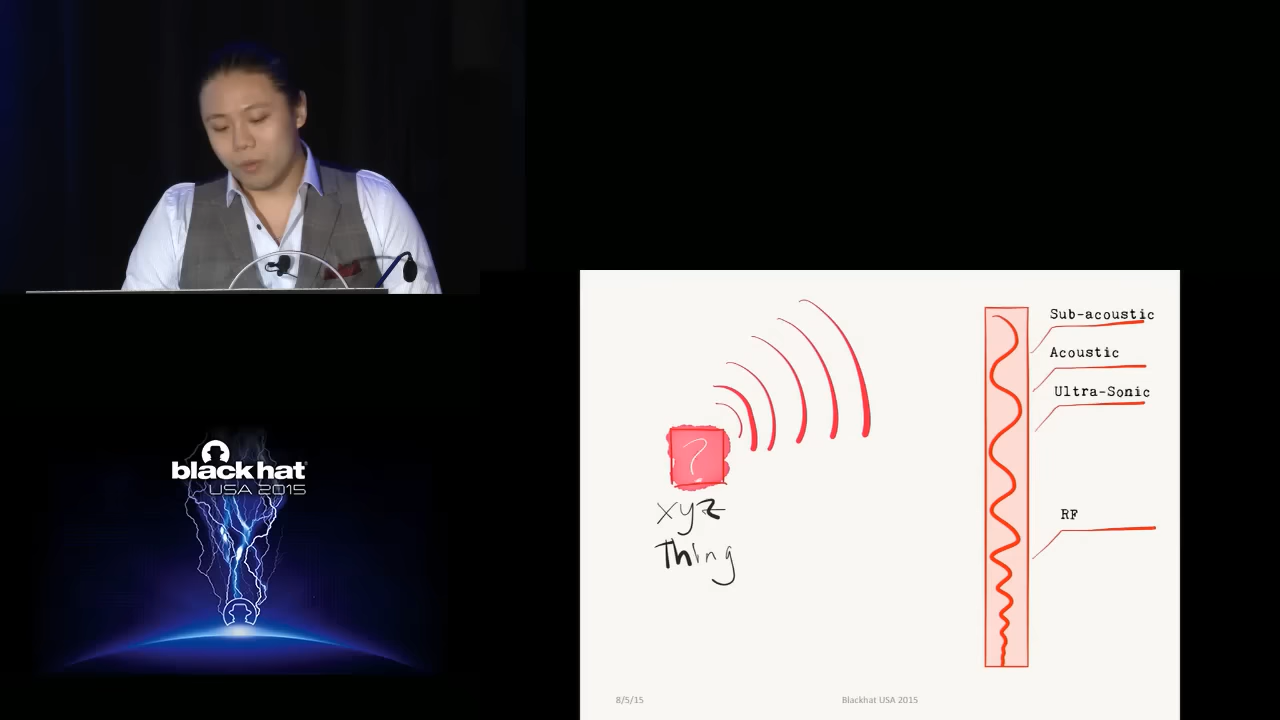 black hat
USA 2015
?
xyz
Thing
Sub-acoustic
Acoustic
Ultra-Sonic
RF
8/5/15
Blackhat USA 2015